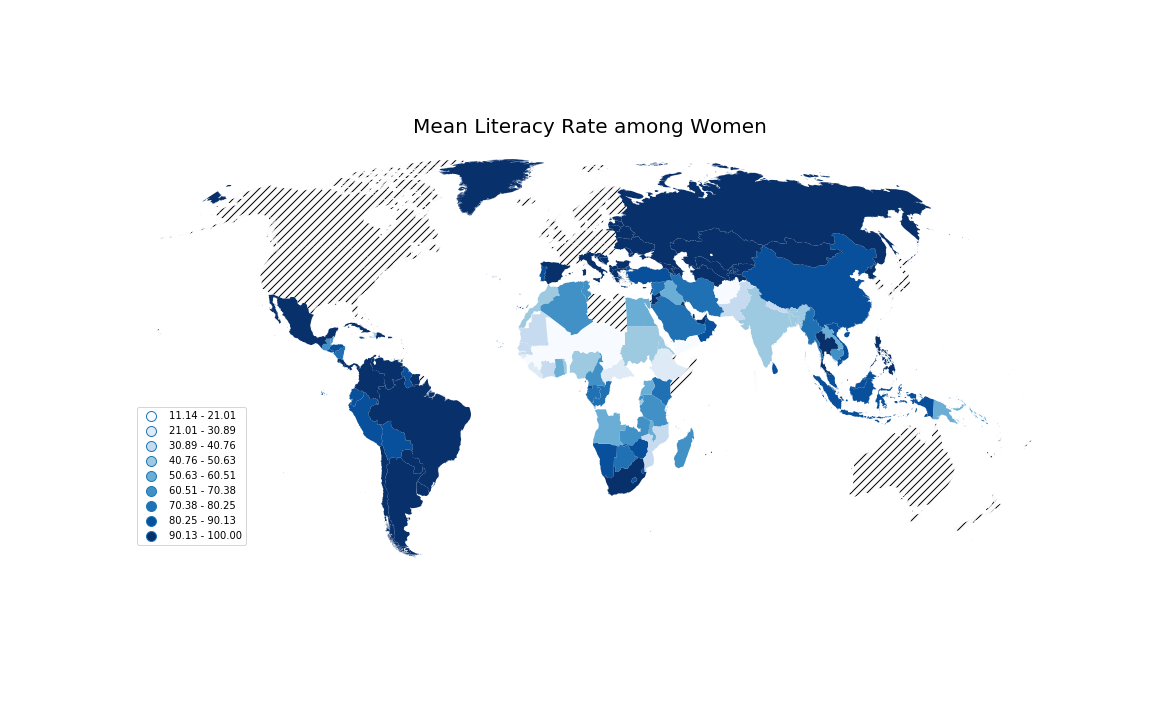 Mean Literacy Rate among Women
11.14 - 21.01
21.01 - 30.89
30.89 - 40.76
40.76 - 50.63
50.63 - 60.51
60.51 - 70.38
70.38 - 80.25
80.25 - 90.13
90.13 - 100.00